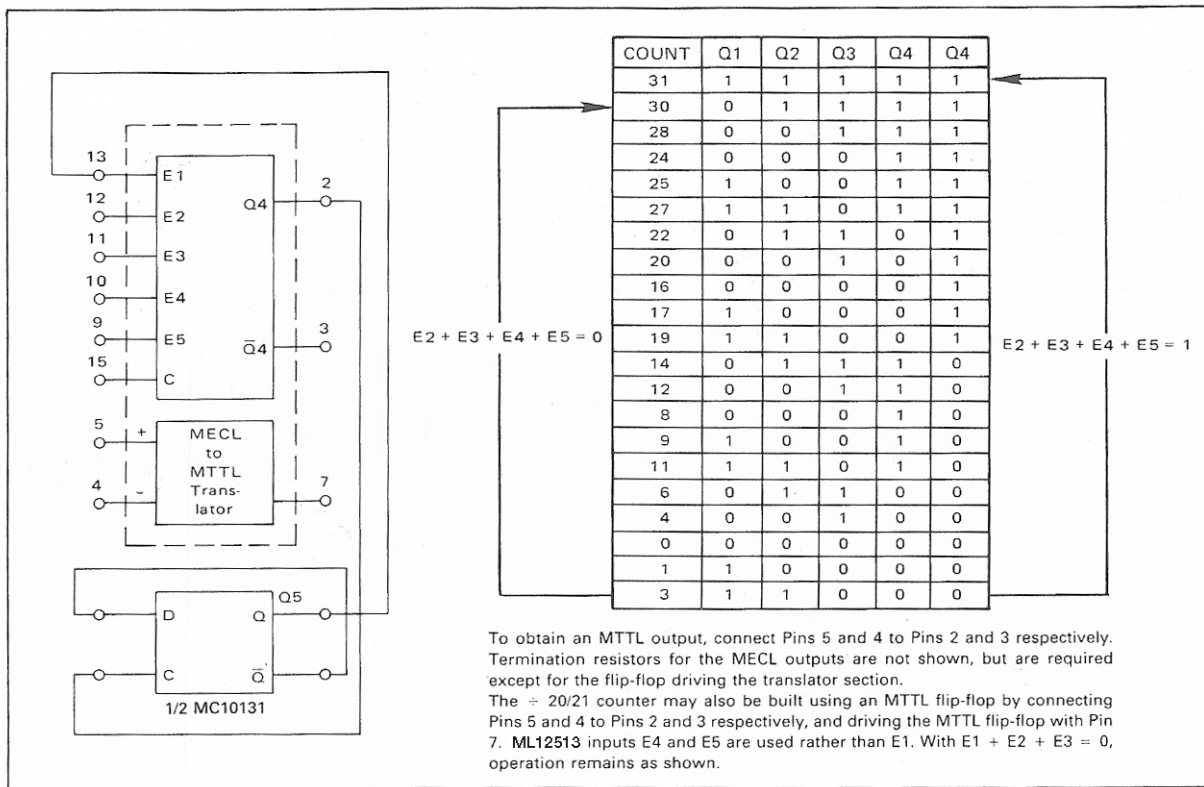 13
12
11
10
9
15
5
4
E1
E2
E3
E4
E5
C
Q4
Q̅4
2
3
+
−
MECL
to
MTTL
Trans-
lator
7
Q5
D
Q
C
Q̅
1/2 MC10131
COUNT Q1 Q2 Q3 Q4 Q4
31 1 1 1 1 1
30 0 1 1 1 1
28 0 0 1 1 1
24 0 0 0 1 1
25 1 0 0 1 1
27 1 1 0 1 1
22 0 1 1 0 1
20 0 0 1 0 1
16 0 0 0 0 1
17 1 0 0 0 1
19 1 1 0 0 1
14 0 1 1 1 0
12 0 0 1 1 0
8 0 0 0 1 0
9 1 0 0 1 0
11 1 1 0 1 0
6 0 1 1 0 0
4 0 0 1 0 0
0 0 0 0 0 0
1 1 0 0 0 0
3 1 1 0 0 0
E2 + E3 + E4 + E5 = 0
E2 + E3 + E4 + E5 = 1
To obtain an MTTL output, connect Pins 5 and 4 to Pins 2 and 3 respectively.
Termination resistors for the MECL outputs are not shown, but are required
except for the flip-flop driving the translator section.
The ÷ 20/21 counter may also be built using an MTTL flip-flop by connecting
Pins 5 and 4 to Pins 2 and 3 respectively, and driving the MTTL flip-flop with Pin
7. ML12513 inputs E4 and E5 are used rather than E1. With E1 + E2 + E3 = 0,
operation remains as shown.